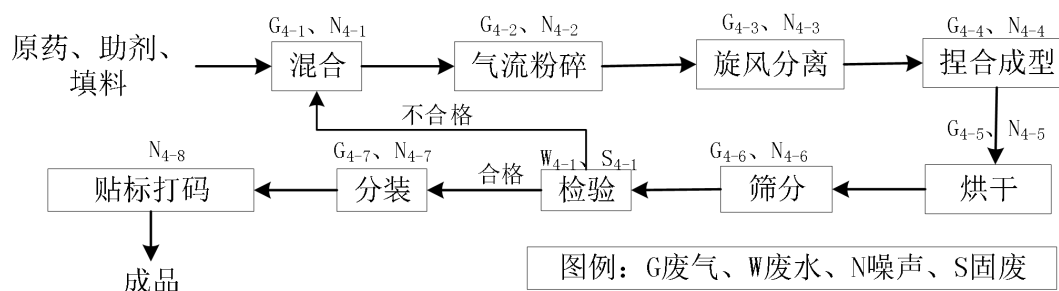 原药、助剂、
填料
G4-1、N4-1
混合
G4-2、N4-2
气流粉碎
G4-3、N4-3
旋风分离
G4-4、N4-4
捏合成型
不合格
G4-5、N4-5
烘干
G4-6、N4-6
筛分
W4-1、S4-1
检验
合格
G4-7、N4-7
分装
N4-8
贴标打码
成品
图例：G废气、W废水、N噪声、S固废